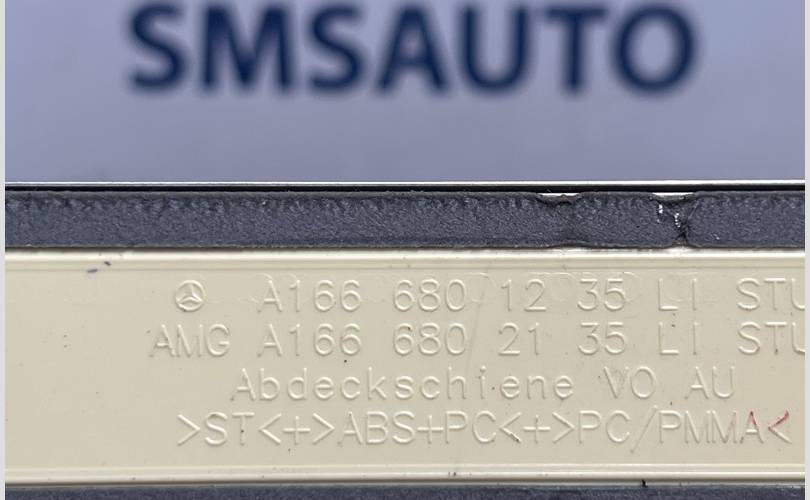 SMSAUTO
A166 680 12 35 LI STU
AMG A166 680 21 35 LI STU
Abdeckschiene VO AU
>ST<+>ABS+PC<+>PC/PMMA<